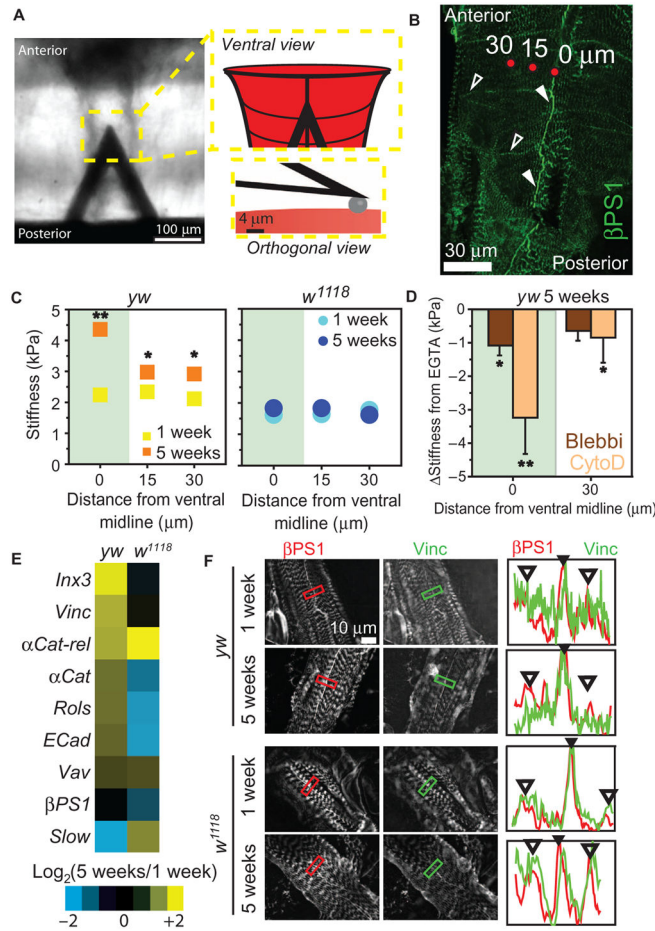 A
Anterior
Posterior
100 μm
Ventral view
4 μm
Orthogonal view
B
Anterior
30 15 0 μm
βPS1
30 μm
Posterior
C
yw
w1118
Stiffness (kPa)
5
4
3
2
1
0
**
*
*
1 week
5 weeks
1 week
5 weeks
0 15 30
0 15 30
Distance from ventral midline (μm)
Distance from ventral midline (μm)
D
yw 5 weeks
ΔStiffness from EGTA (kPa)
0
−1
−2
−3
−4
−5
*
**
*
Blebbi
CytoD
0 30
Distance from ventral midline (μm)
E
yw w1118
Inx3
Vinc
αCat-rel
αCat
Rols
ECad
Vav
βPS1
Slow
Log2(5 weeks/1 week)
−2 0 +2
F
βPS1 Vinc βPS1 Vinc
yw
1 week
10 μm
5 weeks
w1118
1 week
5 weeks